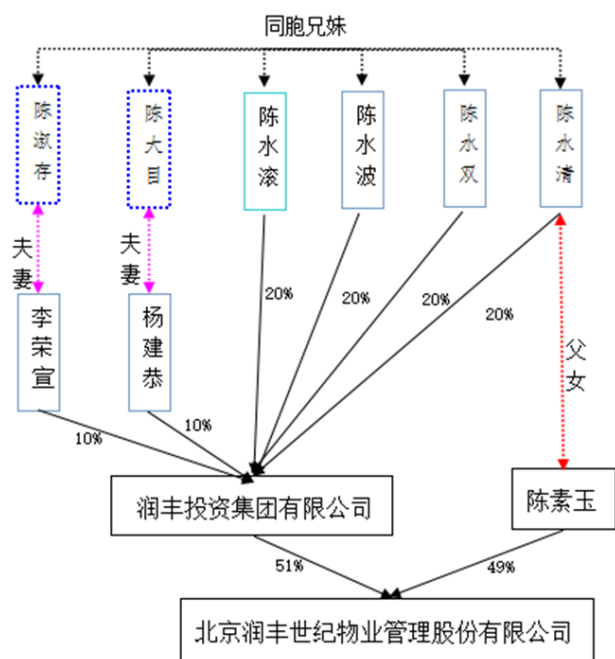 同胞兄妹
陈淑存
陈大目
陈水滚
陈水波
陈水双
陈水清
夫妻
夫妻
20%
20%
20%
20%
李荣宣
杨建恭
父女
10%
10%
润丰投资集团有限公司
陈素玉
51%
49%
北京润丰世纪物业管理股份有限公司